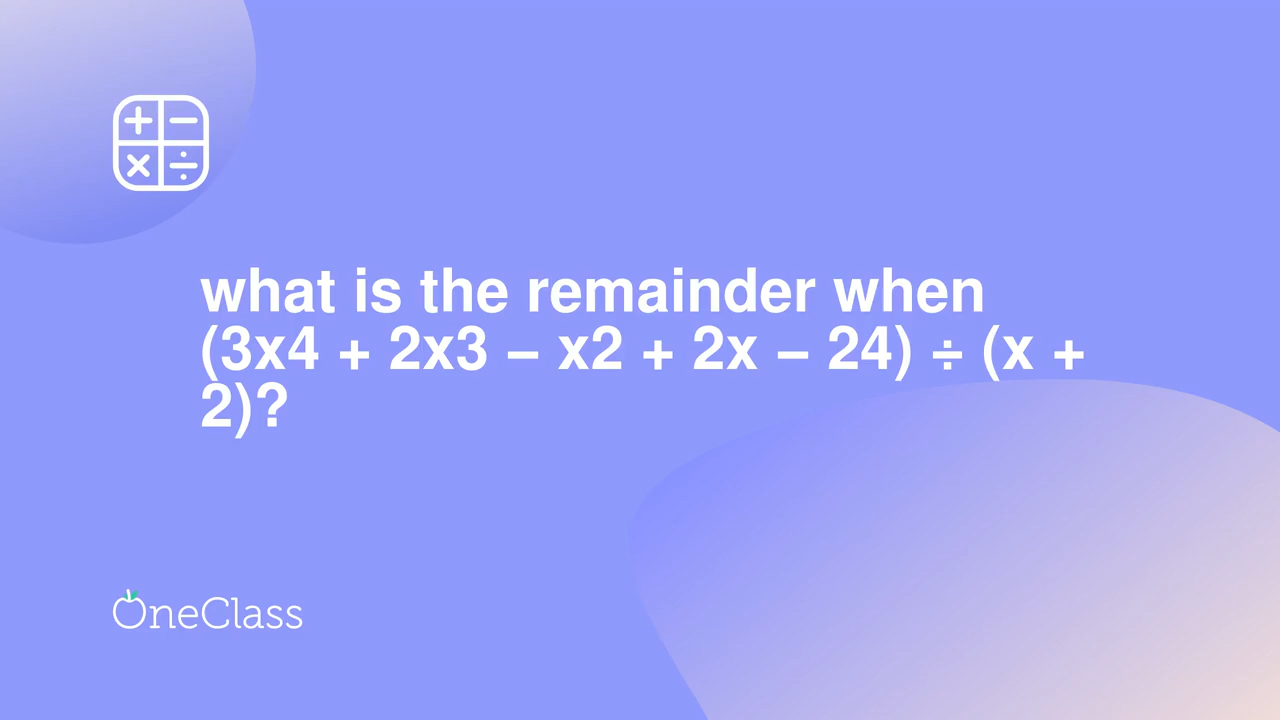 what is the remainder when
(3x4 + 2x3 − x2 + 2x − 24) ÷ (x +
2)?
OneClass